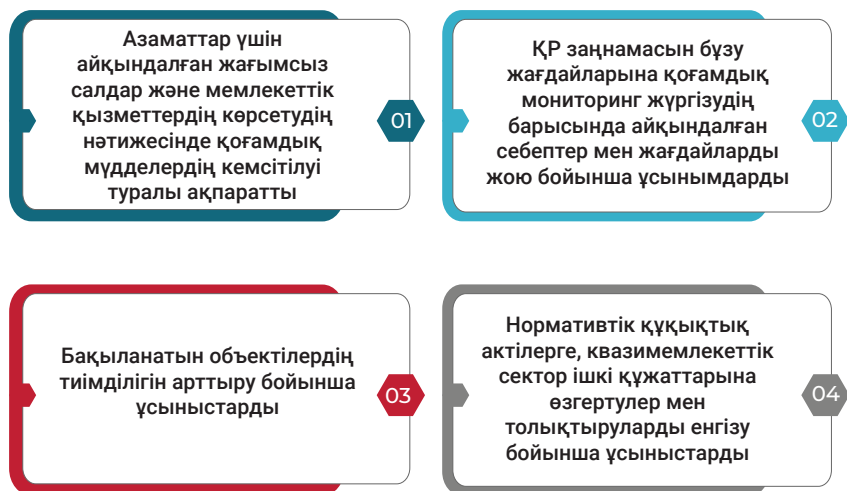 Азаматтар үшін
айқындалған жағымсыз
салдар және мемлекеттік
қызметтердің көрсетудің
нәтижесінде қоғамдық
мүдделердің кемсітілуі
туралы ақпаратты
01
ҚР заңнамасын бұзу
жағдайларына қоғамдық
мониторинг жүргізудің
барысында айқындалған
себептер мен жағдайларды
жою бойынша ұсынымдарды
02
Бақыланатын объектілердің
тиімділігін арттыру бойынша
ұсыныстарды
03
Нормативтік құқықтық
актілерге, квазимемлекеттік
сектор ішкі құжаттарына
өзгертулер мен
толықтыруларды енгізу
бойынша ұсыныстарды
04